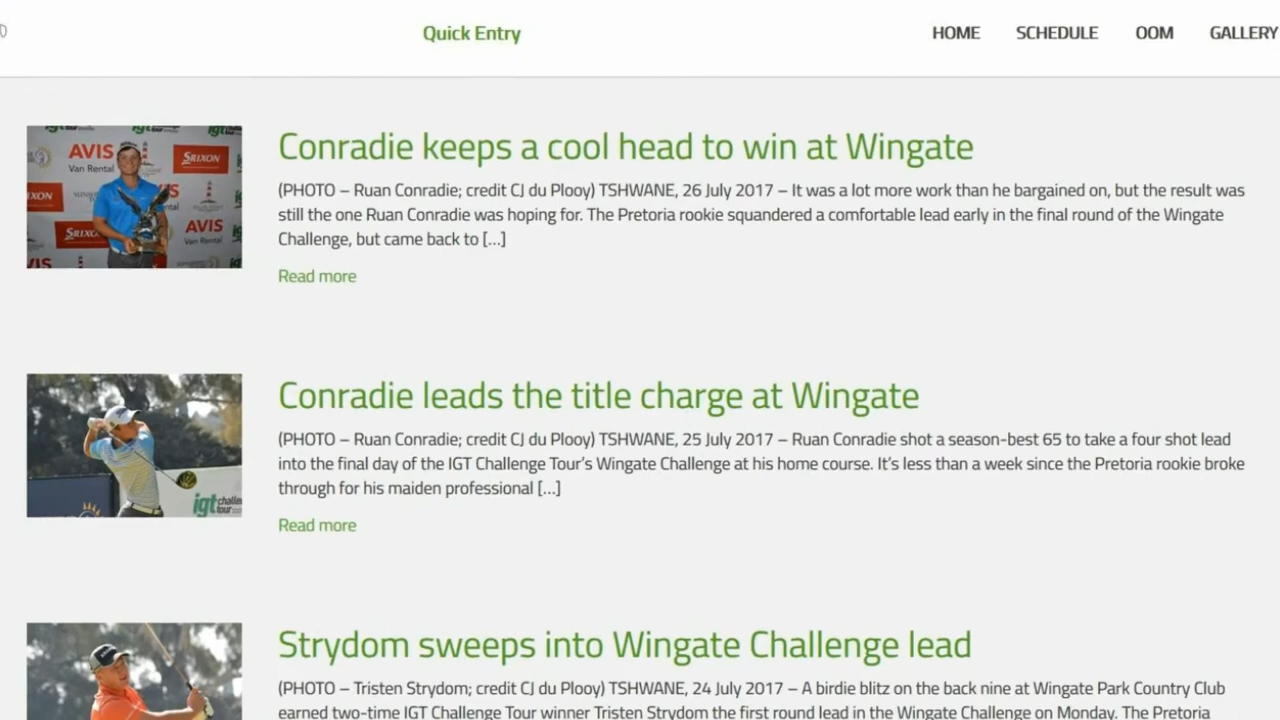 Quick Entry
HOME SCHEDULE OOM GALLERY
AVIS
Van Rental
SRIXON
AVIS
Van Rental
Conradie keeps a cool head to win at Wingate
(PHOTO – Ruan Conradie; credit CJ du Plooy) TSHWANE, 26 July 2017 – It was a lot more work than he bargained on, but the result was
still the one Ruan Conradie was hoping for. The Pretoria rookie squandered a comfortable lead early in the final round of the Wingate
Challenge, but came back to […]
Read more
igt challe
tour
Conradie leads the title charge at Wingate
(PHOTO – Ruan Conradie; credit CJ du Plooy) TSHWANE, 25 July 2017 – Ruan Conradie shot a season-best 65 to take a four shot lead
into the final day of the IGT Challenge Tour’s Wingate Challenge at his home course. It’s less than a week since the Pretoria rookie broke
through for his maiden professional […]
Read more
Strydom sweeps into Wingate Challenge lead
(PHOTO – Tristen Strydom; credit CJ du Plooy) TSHWANE, 24 July 2017 – A birdie blitz on the back nine at Wingate Park Country Club
earned two-time IGT Challenge Tour winner Tristen Strydom the first round lead in the Wingate Challenge on Monday. The Pretoria